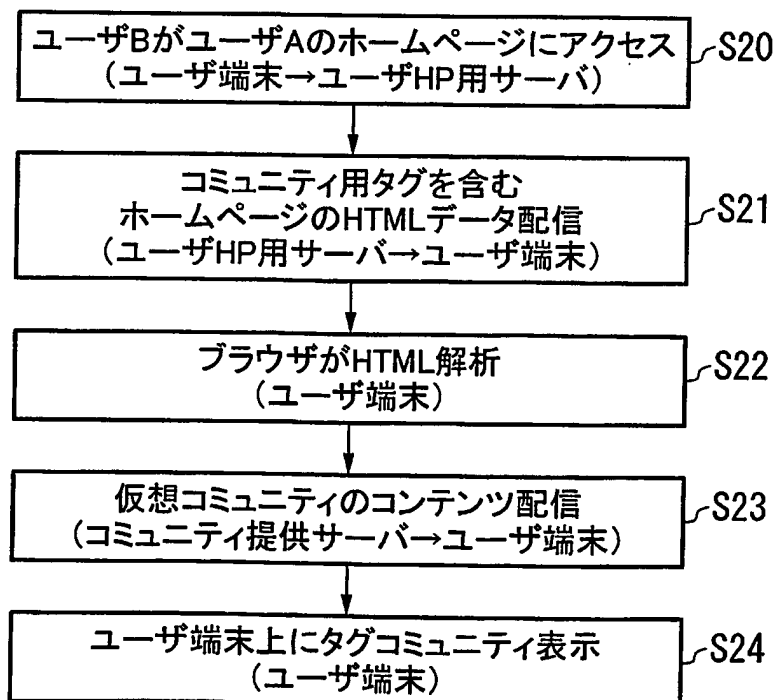 ユーザBがユーザAのホームページにアクセス
(ユーザ端末→ユーザHP用サーバ)
S20
コミュニティ用タグを含む
ホームページのHTMLデータ配信
(ユーザHP用サーバ→ユーザ端末)
S21
ブラウザがHTML解析
(ユーザ端末)
S22
仮想コミュニティのコンテンツ配信
(コミュニティ提供サーバ→ユーザ端末)
S23
ユーザ端末上にタグコミュニティ表示
(ユーザ端末)
S24